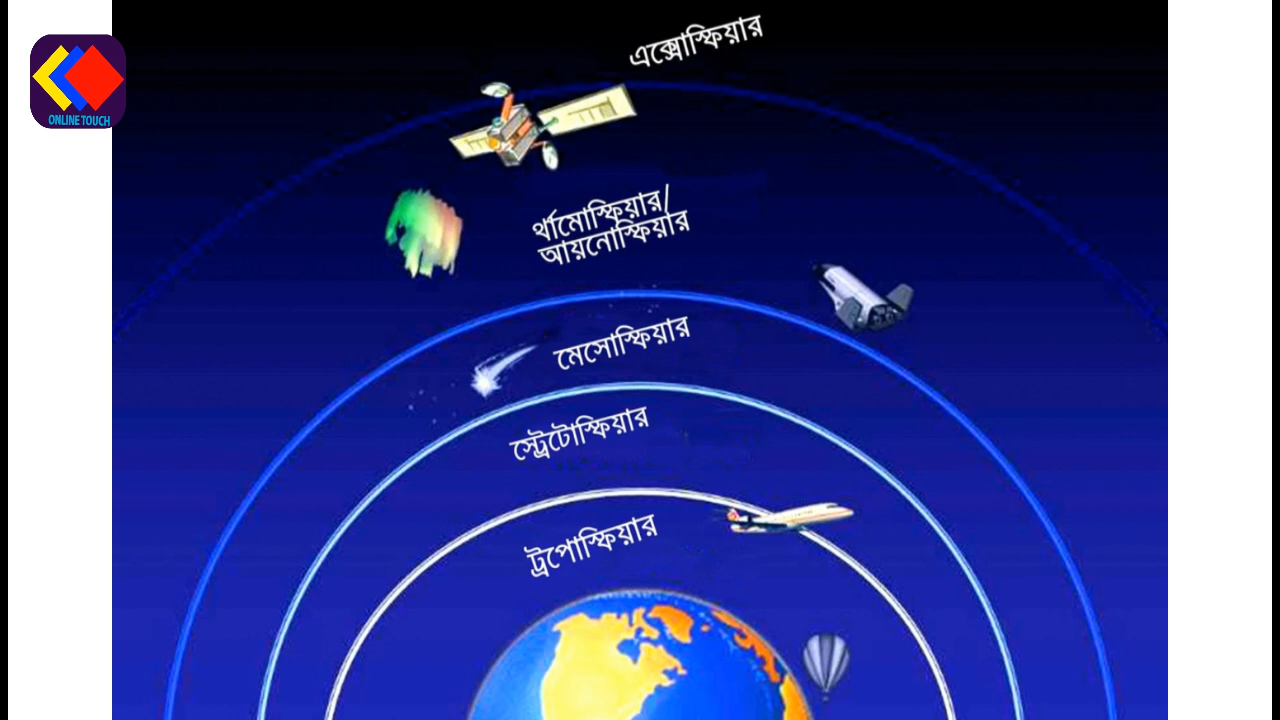 এক্সোস্ফিয়ার
ONLINE TOUCH
র্থামোস্ফিয়ার/
আয়নোস্ফিয়ার
মেসোস্ফিয়ার
স্ট্রেটোস্ফিয়ার
ট্রপোস্ফিয়ার